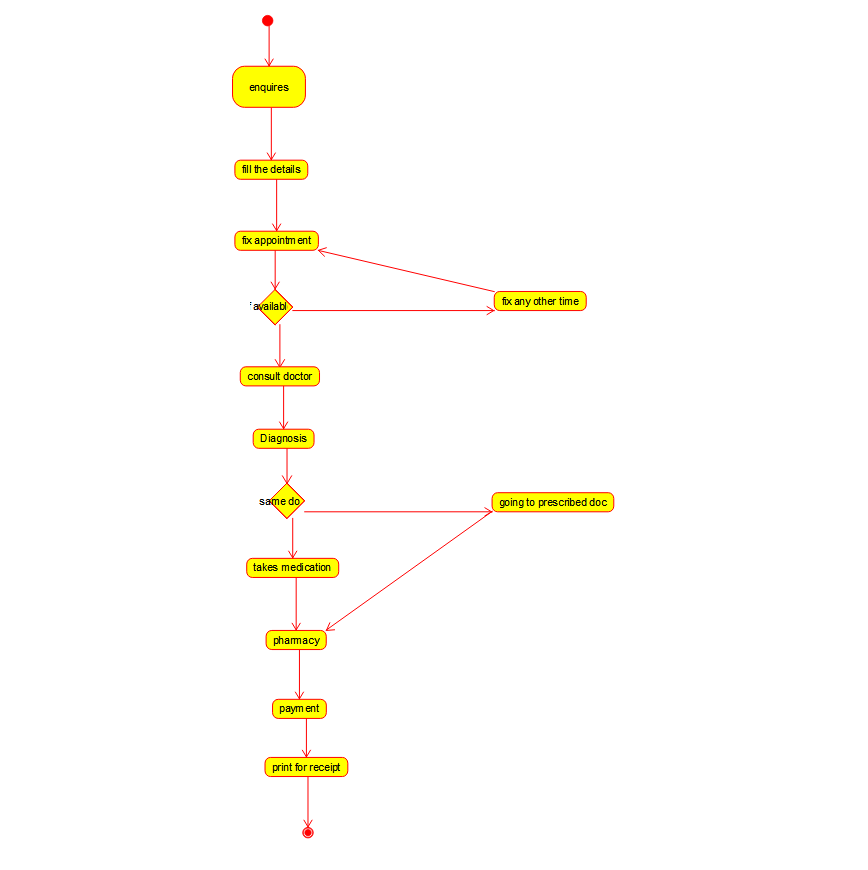 enquires
fill the details
fix appointment
fix any other time
availabl
consult doctor
Diagnosis
same do
going to prescribed doc
takes medication
pharmacy
payment
print for receipt